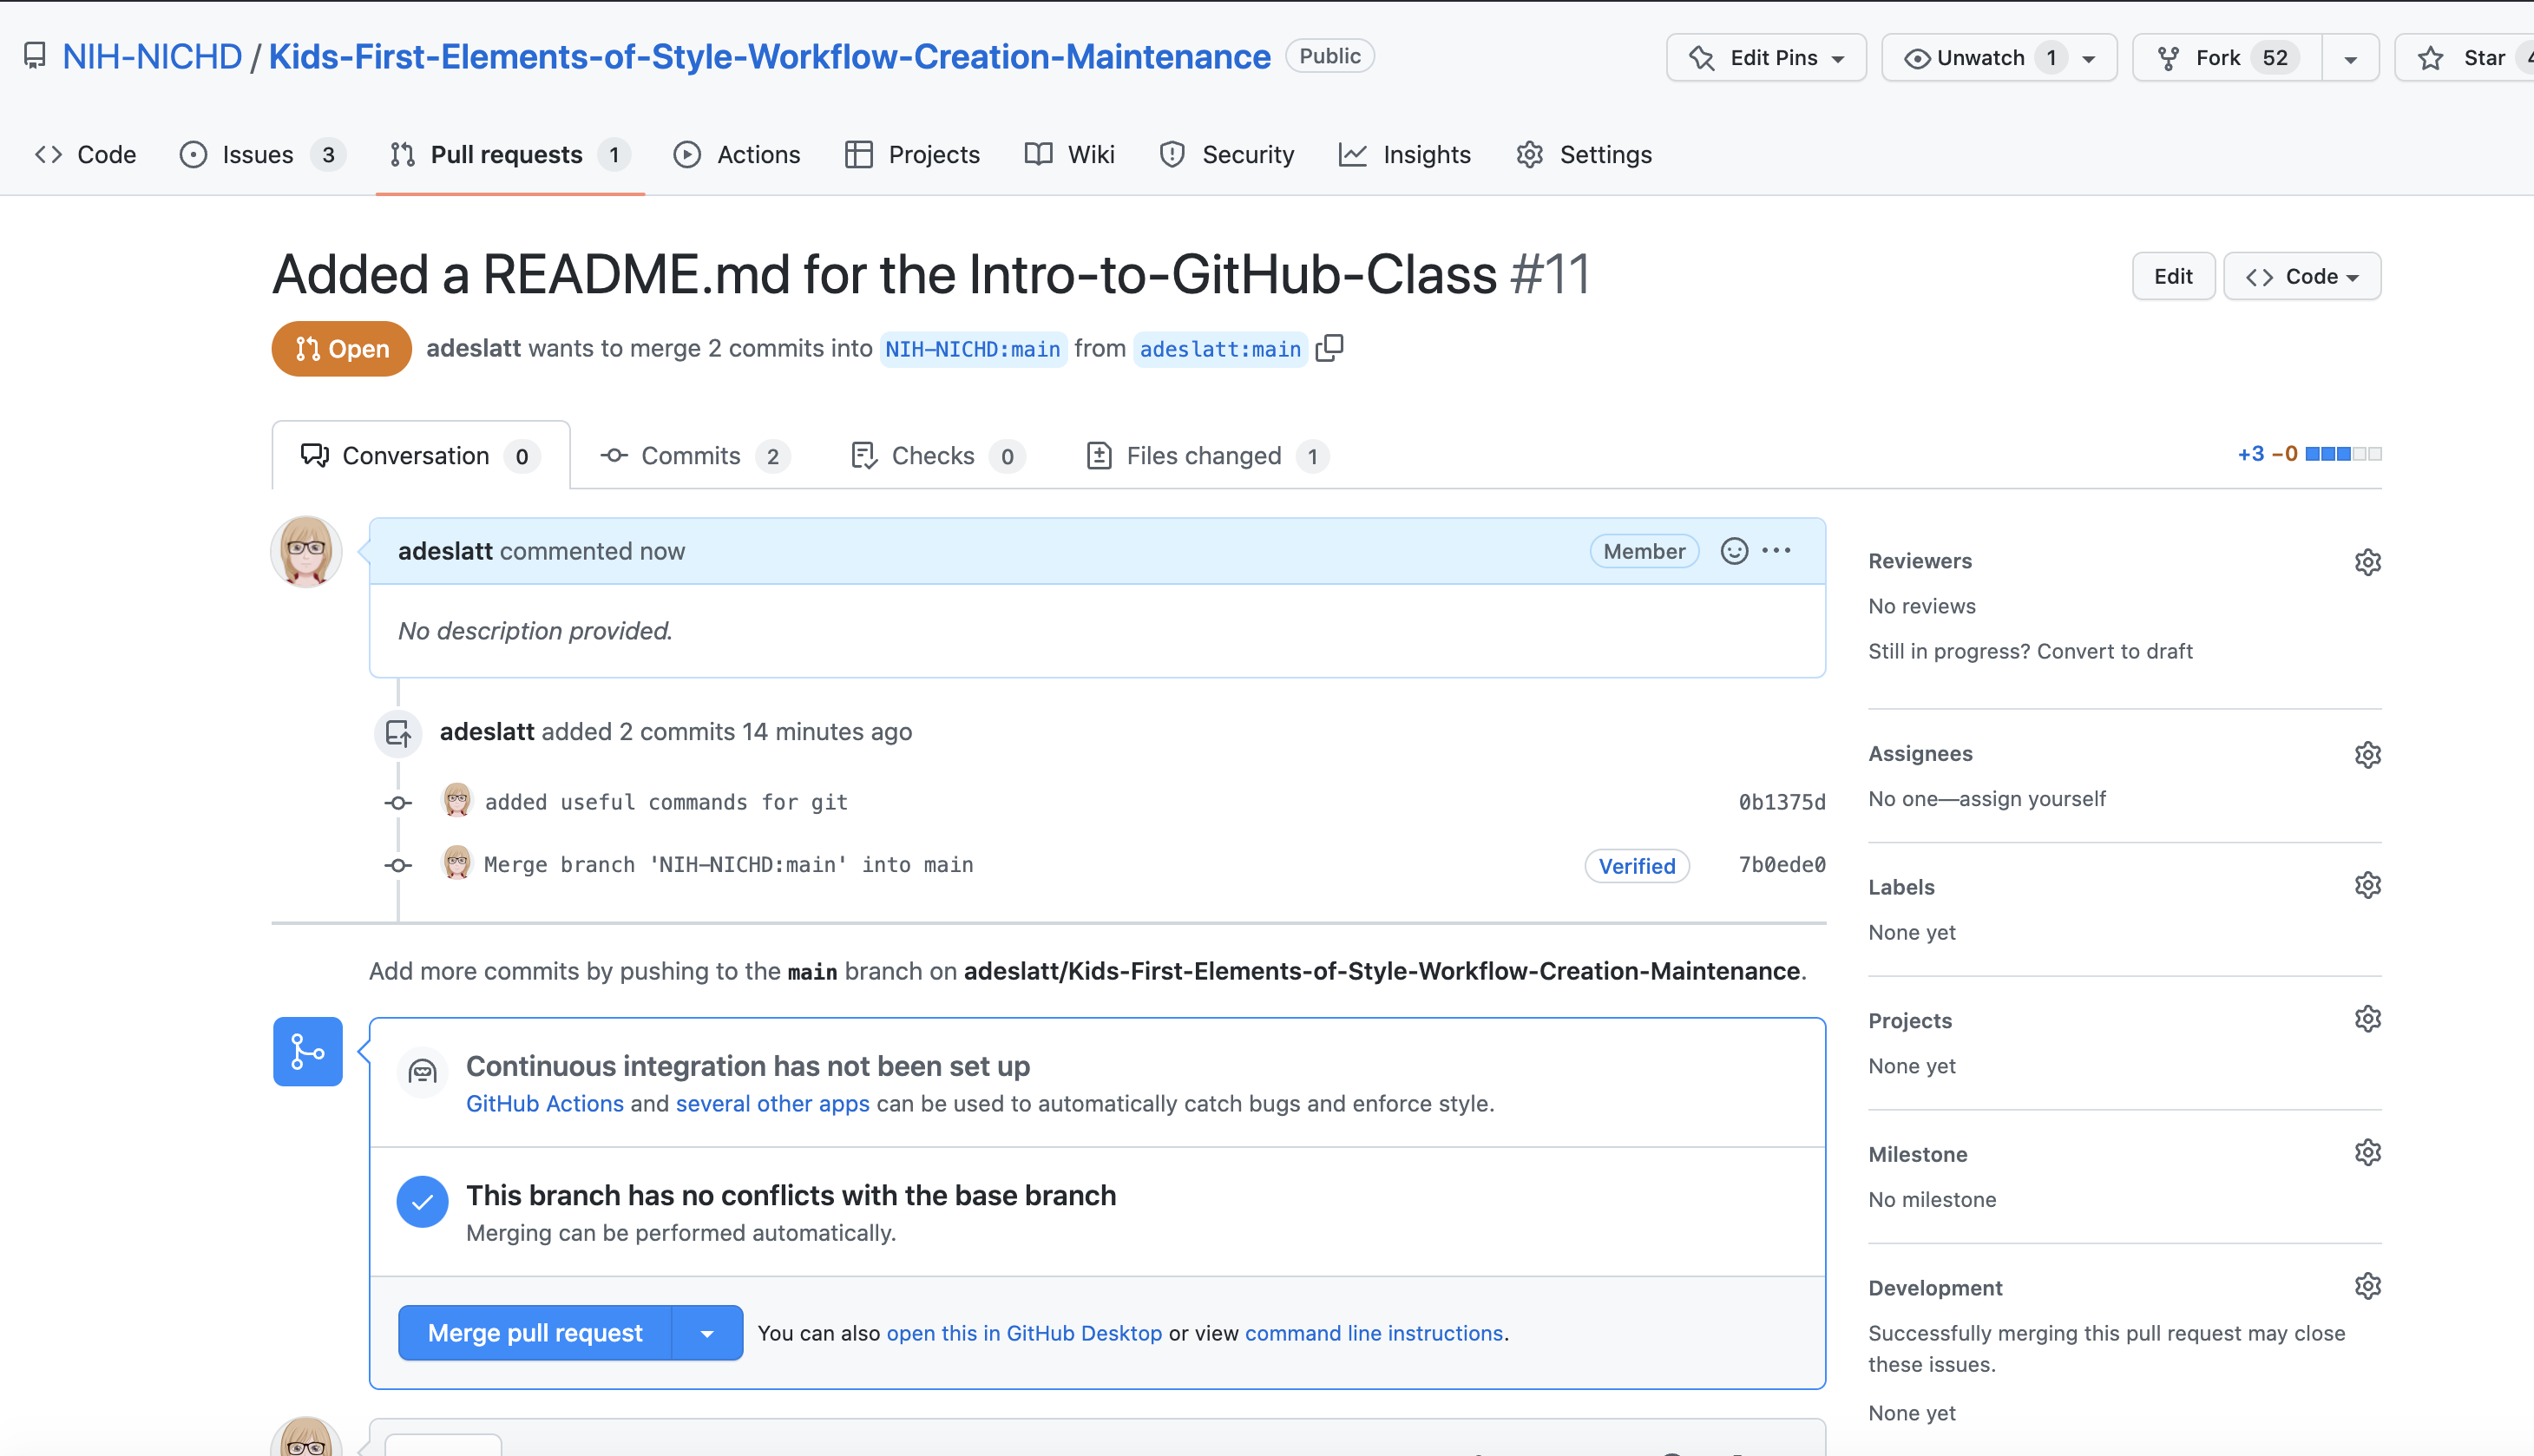 NIH-NICHD / Kids-First-Elements-of-Style-Workflow-Creation-Maintenance Public Edit Pins Unwatch 1 Fork 52 Star
Code Issues 3 Pull requests 1 Actions Projects Wiki Security Insights Settings
Added a README.md for the Intro-to-GitHub-Class #11 Edit Code
Open adeslatt wants to merge 2 commits into NIH-NICHD:main from adeslatt:main
Conversation 0 Commits 2 Checks 0 Files changed 1 +3 −0
adeslatt commented now Member
No description provided.
adeslatt added 2 commits 14 minutes ago
added useful commands for git 0b1375d
Merge branch 'NIH-NICHD:main' into main Verified 7b0ede0
Add more commits by pushing to the main branch on adeslatt/Kids-First-Elements-of-Style-Workflow-Creation-Maintenance.
Continuous integration has not been set up
GitHub Actions and several other apps can be used to automatically catch bugs and enforce style.
This branch has no conflicts with the base branch
Merging can be performed automatically.
Merge pull request You can also open this in GitHub Desktop or view command line instructions.
Reviewers
No reviews
Still in progress? Convert to draft
Assignees
No one—assign yourself
Labels
None yet
Projects
None yet
Milestone
No milestone
Development
Successfully merging this pull request may close
these issues.
None yet